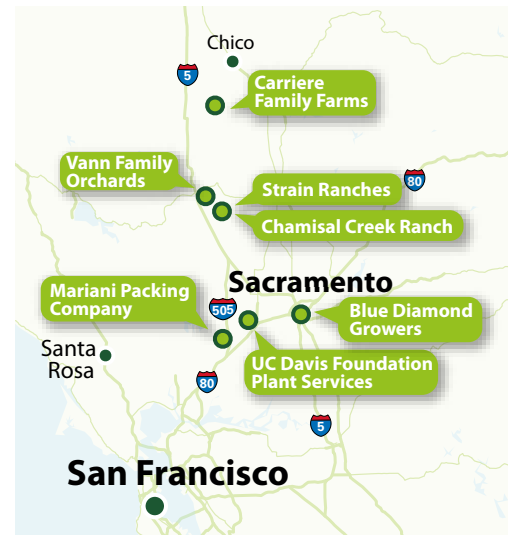 Chico
5
Carriere
Family Farms
Vann Family
Orchards
80
Strain Ranches
Chamisal Creek Ranch
Sacramento
Mariani Packing
Company
505
Blue Diamond
Growers
Santa
Rosa
UC Davis Foundation
Plant Services
80
5
San Francisco